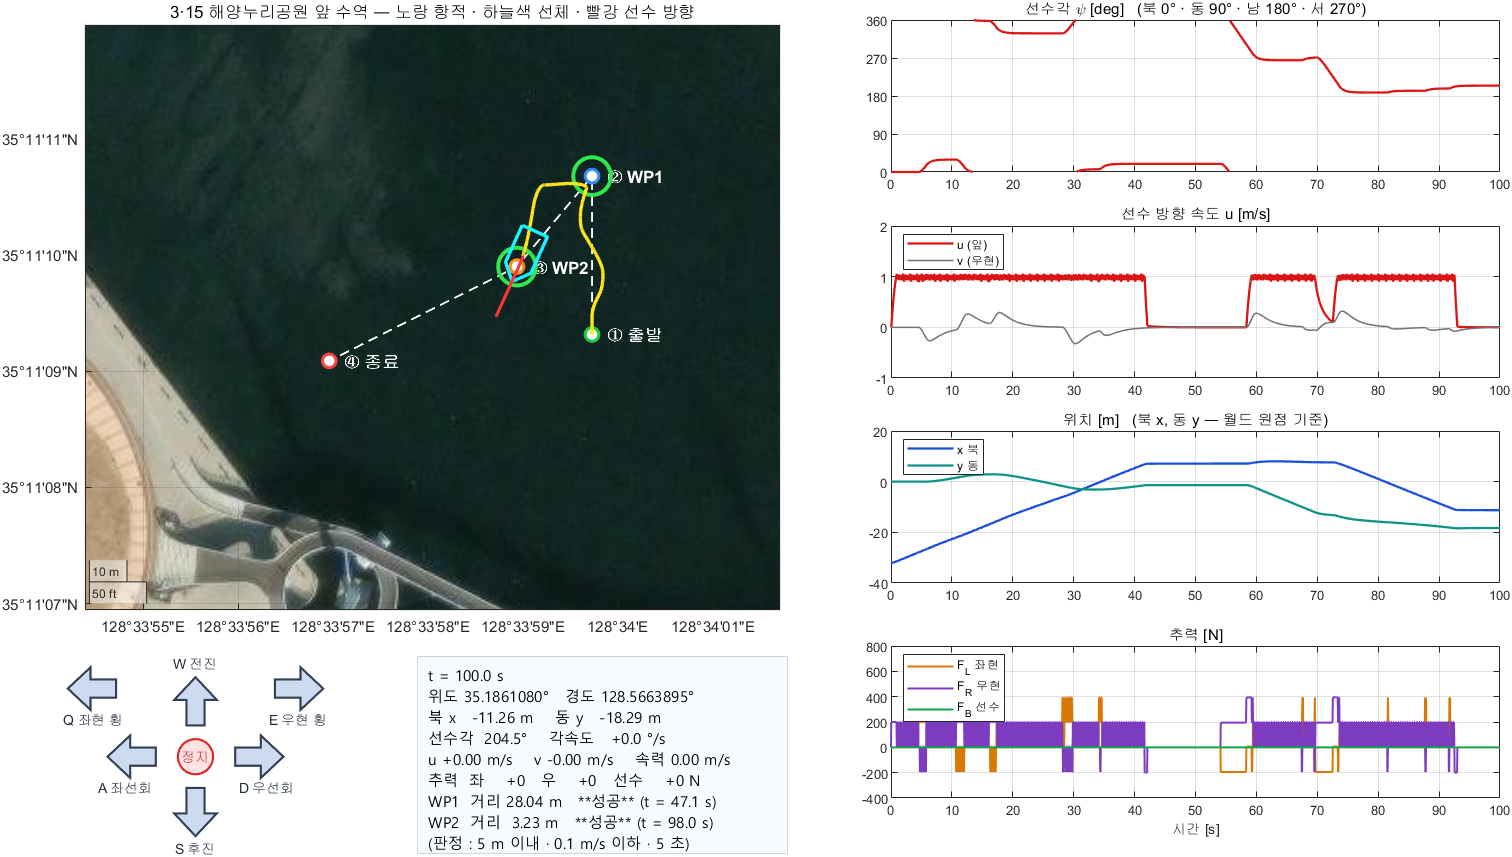 3·15 해양누리공원 앞 수역 — 노랑 항적 · 하늘색 선체 · 빨강 선수 방향
35°11'11"N
35°11'10"N
35°11'09"N
35°11'08"N
35°11'07"N
② WP1
③ WP2
① 출발
④ 종료
10 m
50 ft
128°33'55"E 128°33'56"E 128°33'57"E 128°33'58"E 128°33'59"E 128°34'E 128°34'01"E
W 전진
Q 좌현 횡
E 우현 횡
정지
A 좌선회
D 우선회
S 후진
t = 100.0 s
위도 35.1861080° 경도 128.5663895°
북 x -11.26 m 동 y -18.29 m
선수각 204.5° 각속도 +0.0 °/s
u +0.00 m/s v -0.00 m/s 속력 0.00 m/s
추력 좌 +0 우 +0 선수 +0 N
WP1 거리 28.04 m **성공** (t = 47.1 s)
WP2 거리 3.23 m **성공** (t = 98.0 s)
(판정 : 5 m 이내 · 0.1 m/s 이하 · 5 초)
선수각 ψ [deg] (북 0° · 동 90° · 남 180° · 서 270°)
360
270
180
90
0
0 10 20 30 40 50 60 70 80 90 100
선수 방향 속도 u [m/s]
2
1
0
-1
u (앞)
v (우현)
0 10 20 30 40 50 60 70 80 90 100
위치 [m] (북 x, 동 y — 월드 원점 기준)
20
0
-20
-40
x 북
y 동
0 10 20 30 40 50 60 70 80 90 100
추력 [N]
800
600
400
200
0
-200
-400
F_L 좌현
F_R 우현
F_B 선수
0 10 20 30 40 50 60 70 80 90 100
시간 [s]